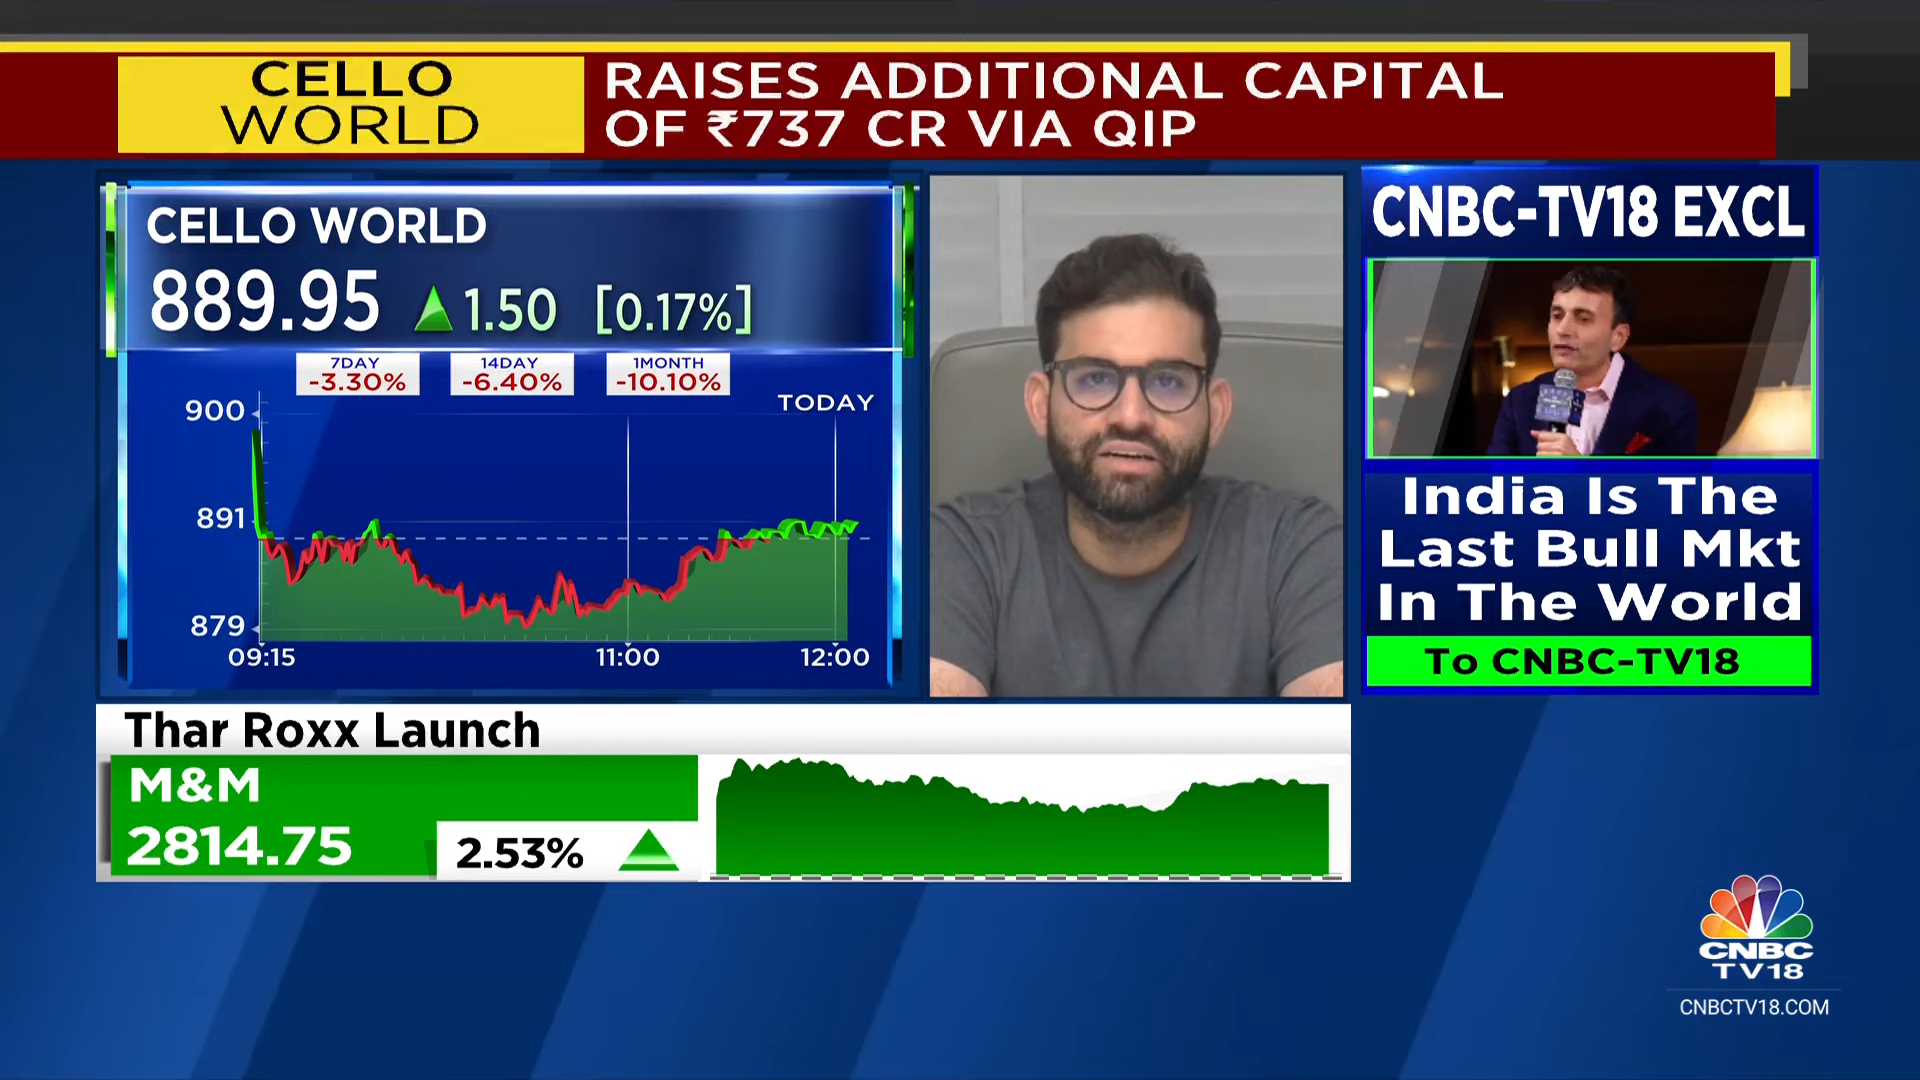 CELLO
WORLD
RAISES ADDITIONAL CAPITAL
OF ₹737 CR VIA QIP
CELLO WORLD
889.95 ▲ 1.50 [0.17%]
7DAY
-3.30%
14DAY
-6.40%
1MONTH
-10.10%
TODAY
900
891
879
09:15
11:00
12:00
CNBC-TV18 EXCL
India Is The
Last Bull Mkt
In The World
To CNBC-TV18
Thar Roxx Launch
M&M
2814.75
2.53%
CNBC
TV18
CNBCTV18.COM